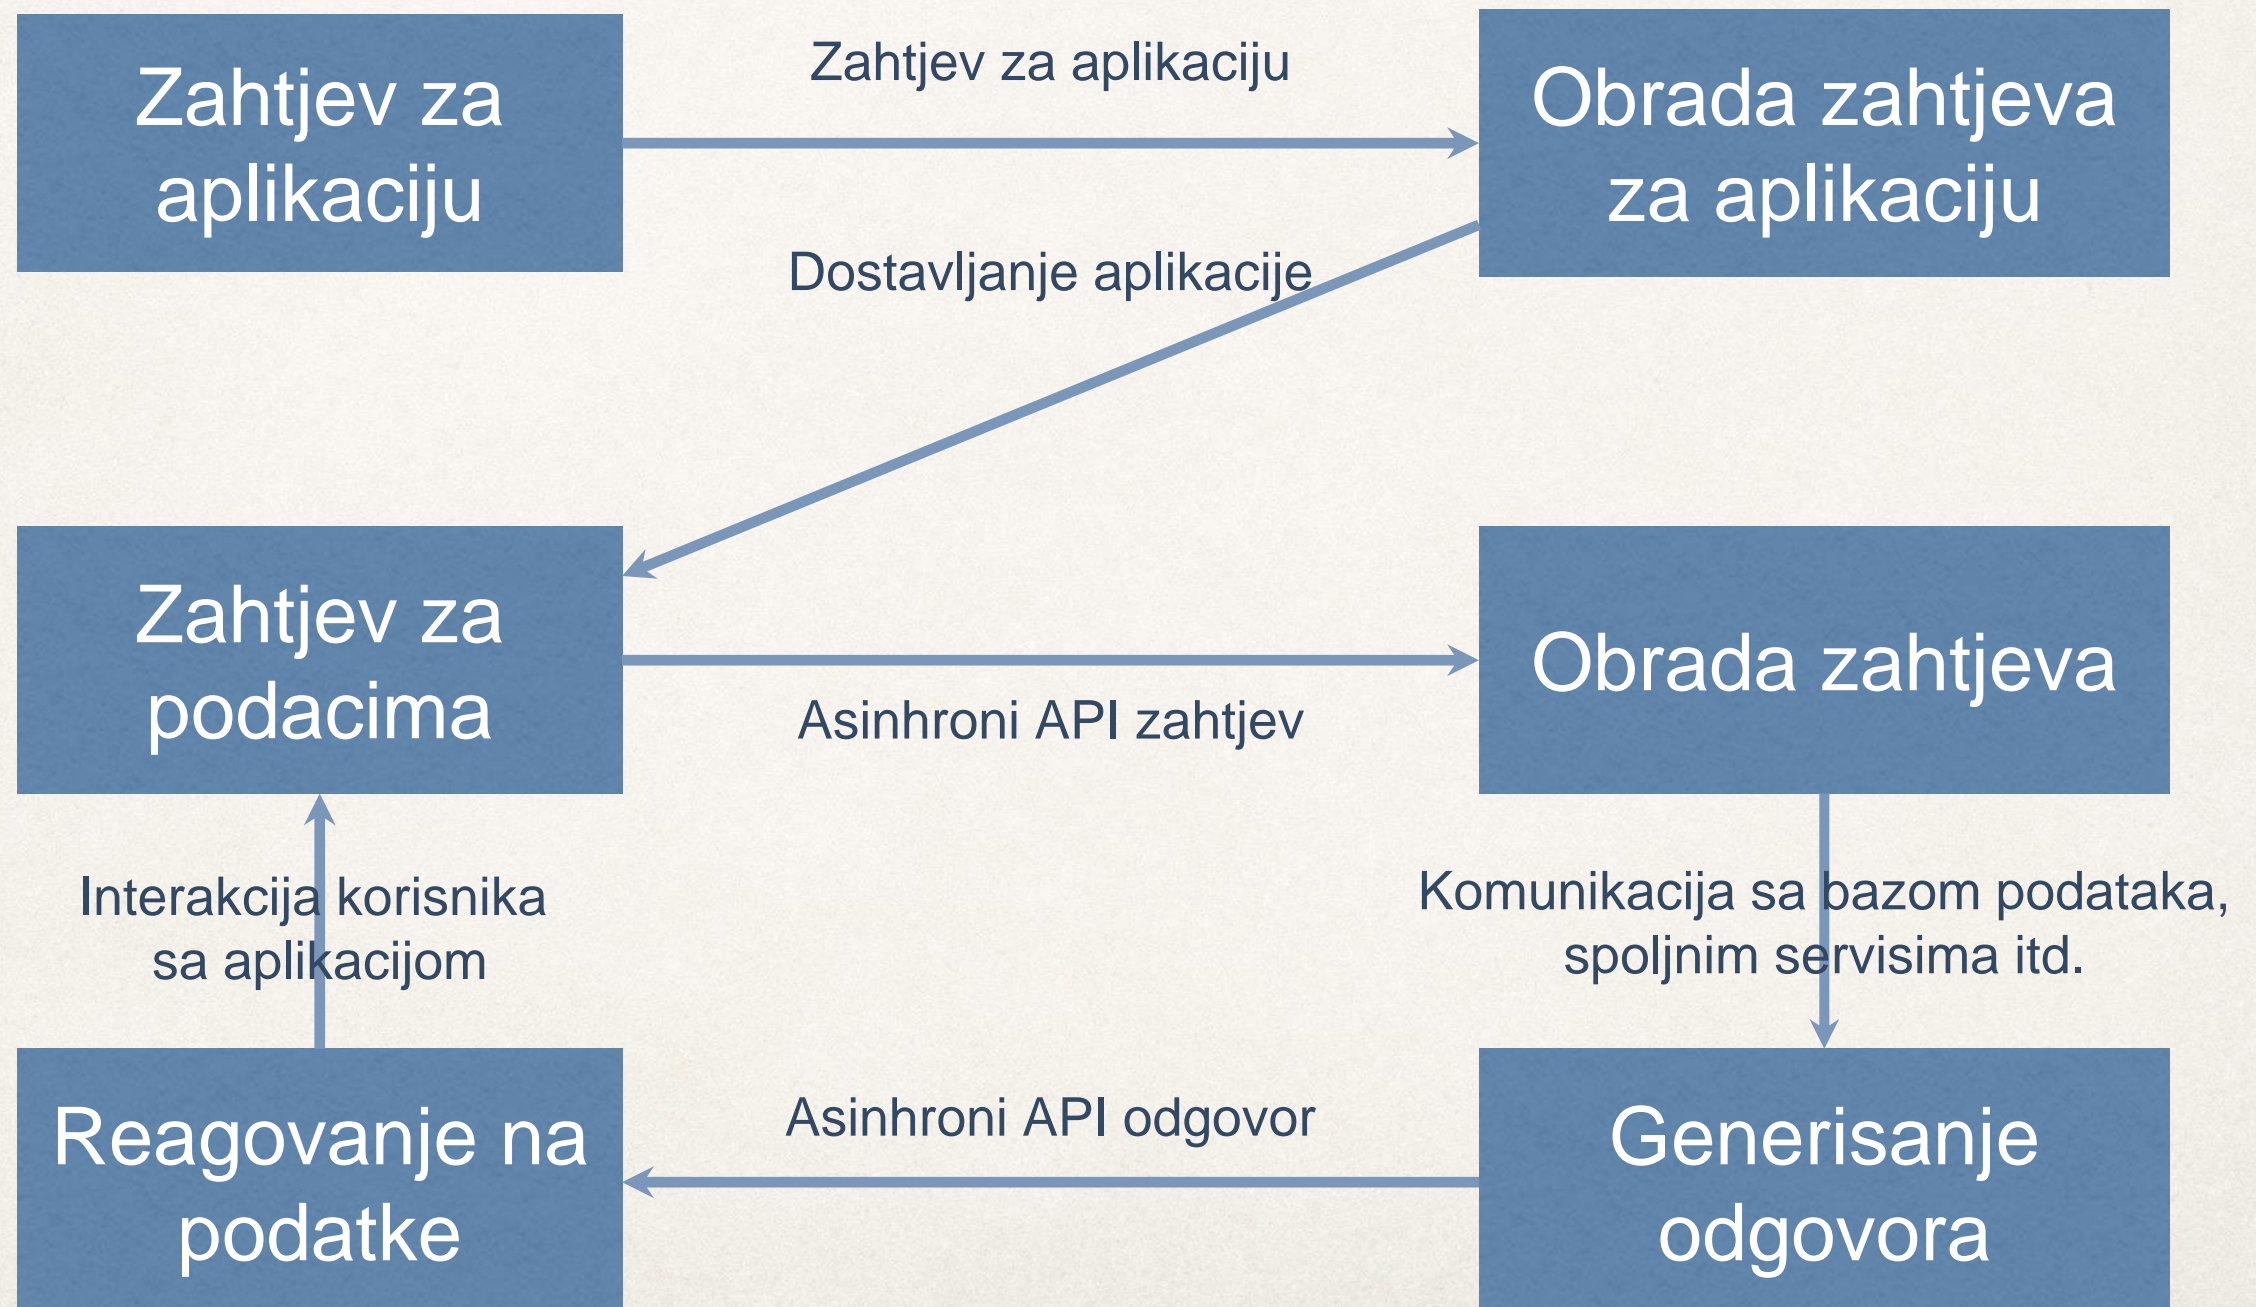 Zahtjev za
aplikaciju
Zahtjev za aplikaciju
Obrada zahtjeva
za aplikaciju
Dostavljanje aplikacije
Zahtjev za
podacima
Asinhroni API zahtjev
Obrada zahtjeva
Interakcija korisnika
sa aplikacijom
Komunikacija sa bazom podataka,
spoljnim servisima itd.
Reagovanje na
podatke
Asinhroni API odgovor
Generisanje
odgovora